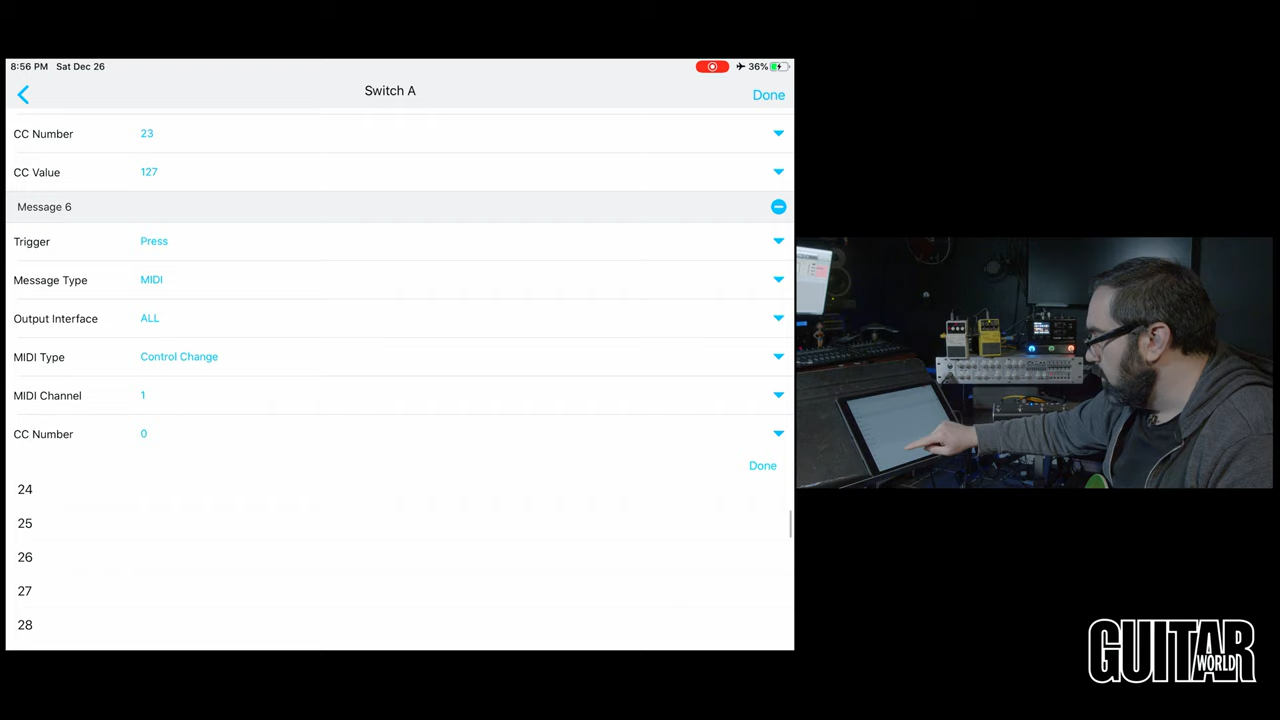 8:56 PM Sat Dec 26
36%
Switch A
Done
CC Number 23
CC Value 127
Message 6
Trigger Press
Message Type MIDI
Output Interface ALL
MIDI Type Control Change
MIDI Channel 1
CC Number 0
Done
24
25
26
27
28
GUITAR
WORLD